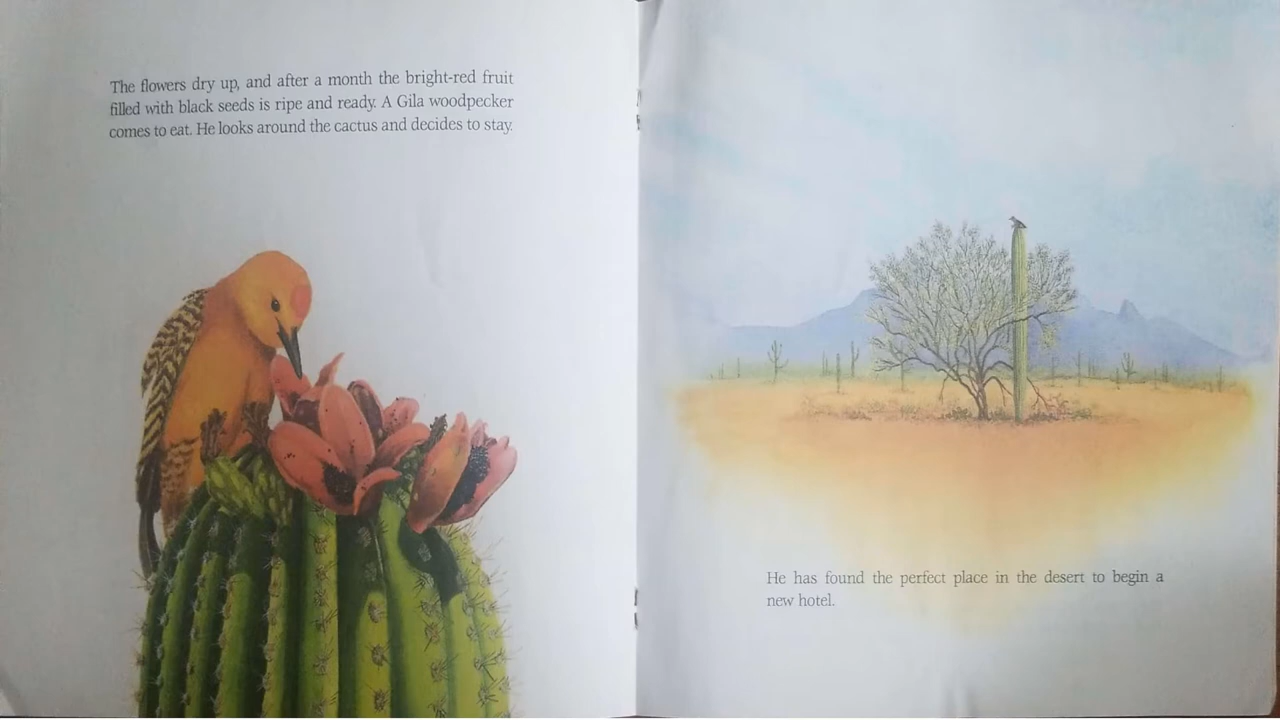 The flowers dry up, and after a month the bright-red fruit
filled with black seeds is ripe and ready. A Gila woodpecker
comes to eat. He looks around the cactus and decides to stay.
He has found the perfect place in the desert to begin a
new hotel.